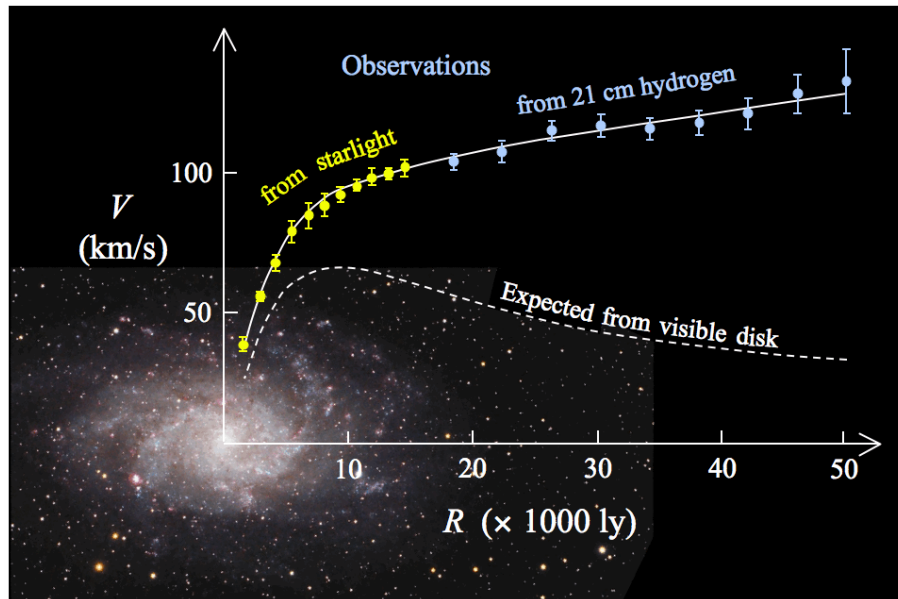 Observations
from 21 cm hydrogen
from starlight
100
V
(km/s)
50
Expected from visible disk
10 20 30 40 50
R (× 1000 ly)